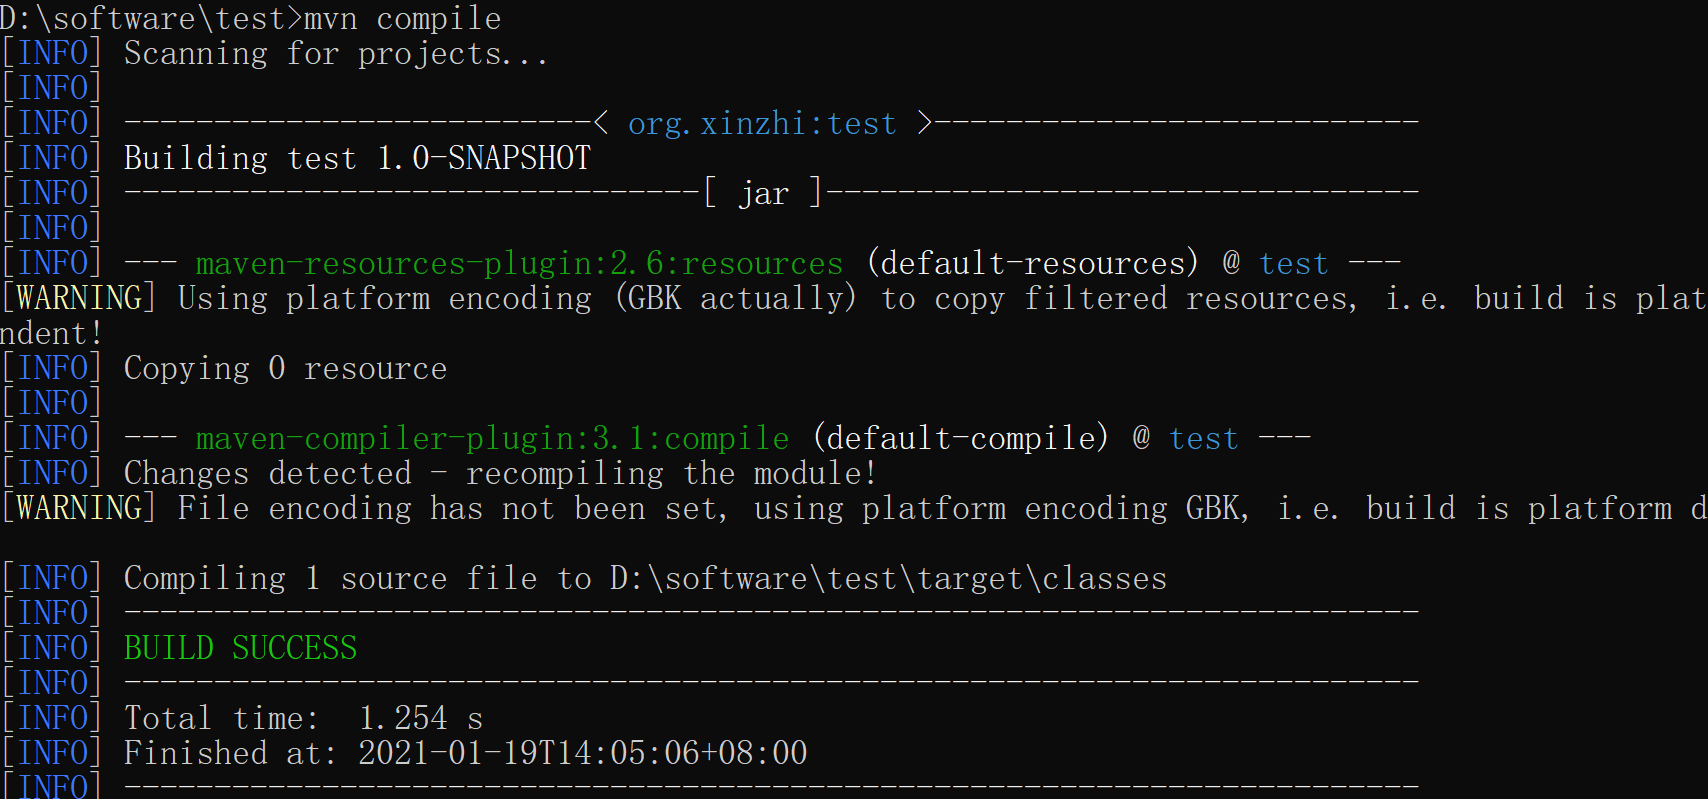 D:\software\test>mvn compile
[INFO] Scanning for projects...
[INFO]
[INFO] --------------------------< org.xinzhi:test >---------------------------
[INFO] Building test 1.0-SNAPSHOT
[INFO] --------------------------------[ jar ]---------------------------------
[INFO]
[INFO] --- maven-resources-plugin:2.6:resources (default-resources) @ test ---
[WARNING] Using platform encoding (GBK actually) to copy filtered resources, i.e. build is plat
ndent!
[INFO] Copying 0 resource
[INFO]
[INFO] --- maven-compiler-plugin:3.1:compile (default-compile) @ test ---
[INFO] Changes detected - recompiling the module!
[WARNING] File encoding has not been set, using platform encoding GBK, i.e. build is platform d
[INFO] Compiling 1 source file to D:\software\test\target\classes
[INFO] ------------------------------------------------------------------------
[INFO] BUILD SUCCESS
[INFO] ------------------------------------------------------------------------
[INFO] Total time:  1.254 s
[INFO] Finished at: 2021-01-19T14:05:06+08:00
[INFO] ------------------------------------------------------------------------